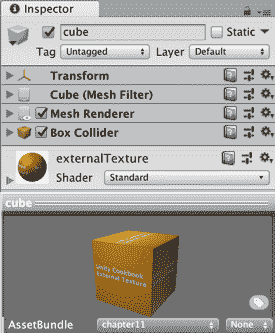 Inspector
cube
Static
Tag Untagged Layer Default
Transform
Cube (Mesh Filter)
Mesh Renderer
Box Collider
externalTexture
Shader Standard
cube
Unity Cookbook
External Texture
AssetBundle chapter11 None